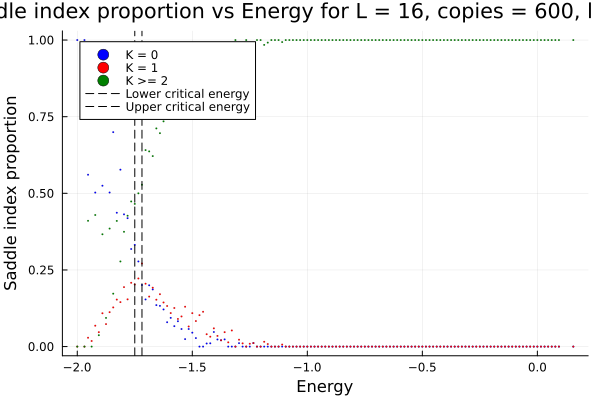 dle index proportion vs Energy for L = 16, copies = 600,
1.00
K = 0
K = 1
K >= 2
Lower critical energy
Upper critical energy
0.75
0.50
0.25
0.00
Saddle index proportion
−2.0 −1.5 −1.0 −0.5 0.0
Energy